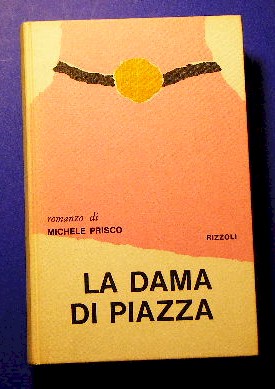 romanzo di
MICHELE PRISCO
RIZZOLI
LA DAMA
DI PIAZZA